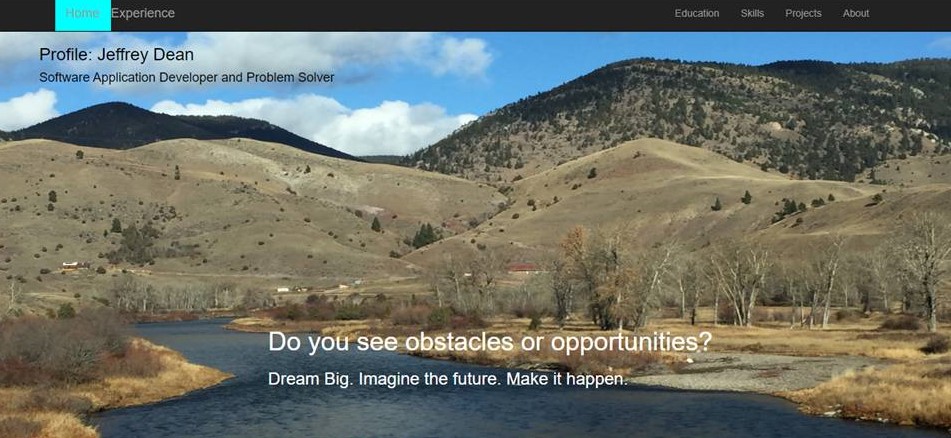 Home Experience Education Skills Projects About
Profile: Jeffrey Dean
Software Application Developer and Problem Solver
Do you see obstacles or opportunities?
Dream Big. Imagine the future. Make it happen.